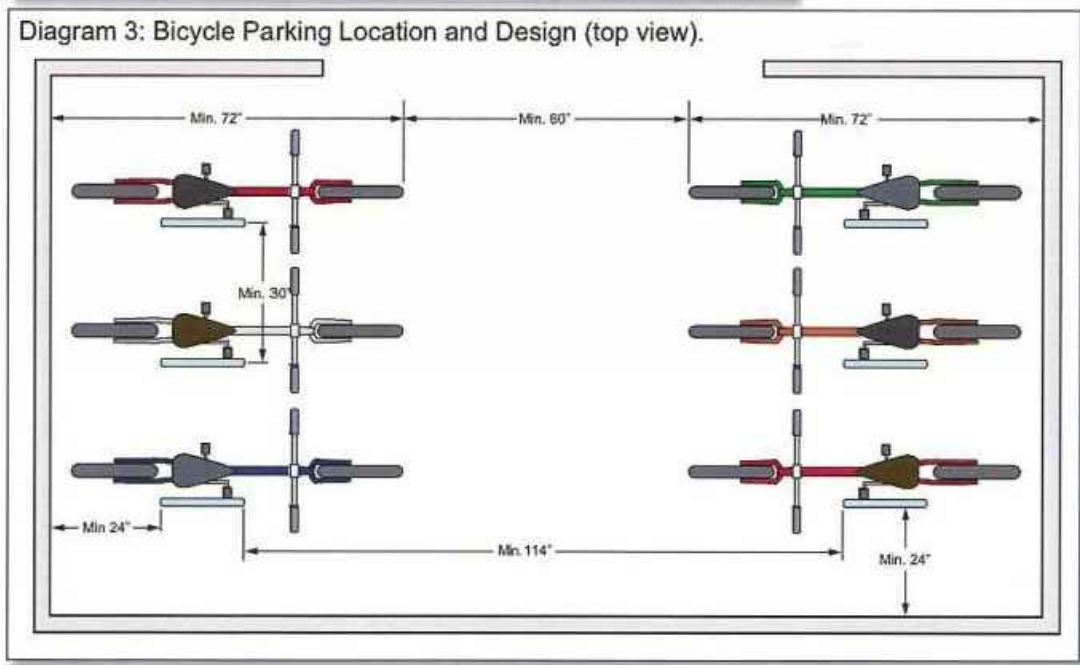 Diagram 3: Bicycle Parking Location and Design (top view).
Min. 72"
Min. 60"
Min. 72"
Min. 30"
Min 24"
Min. 114"
Min. 24"